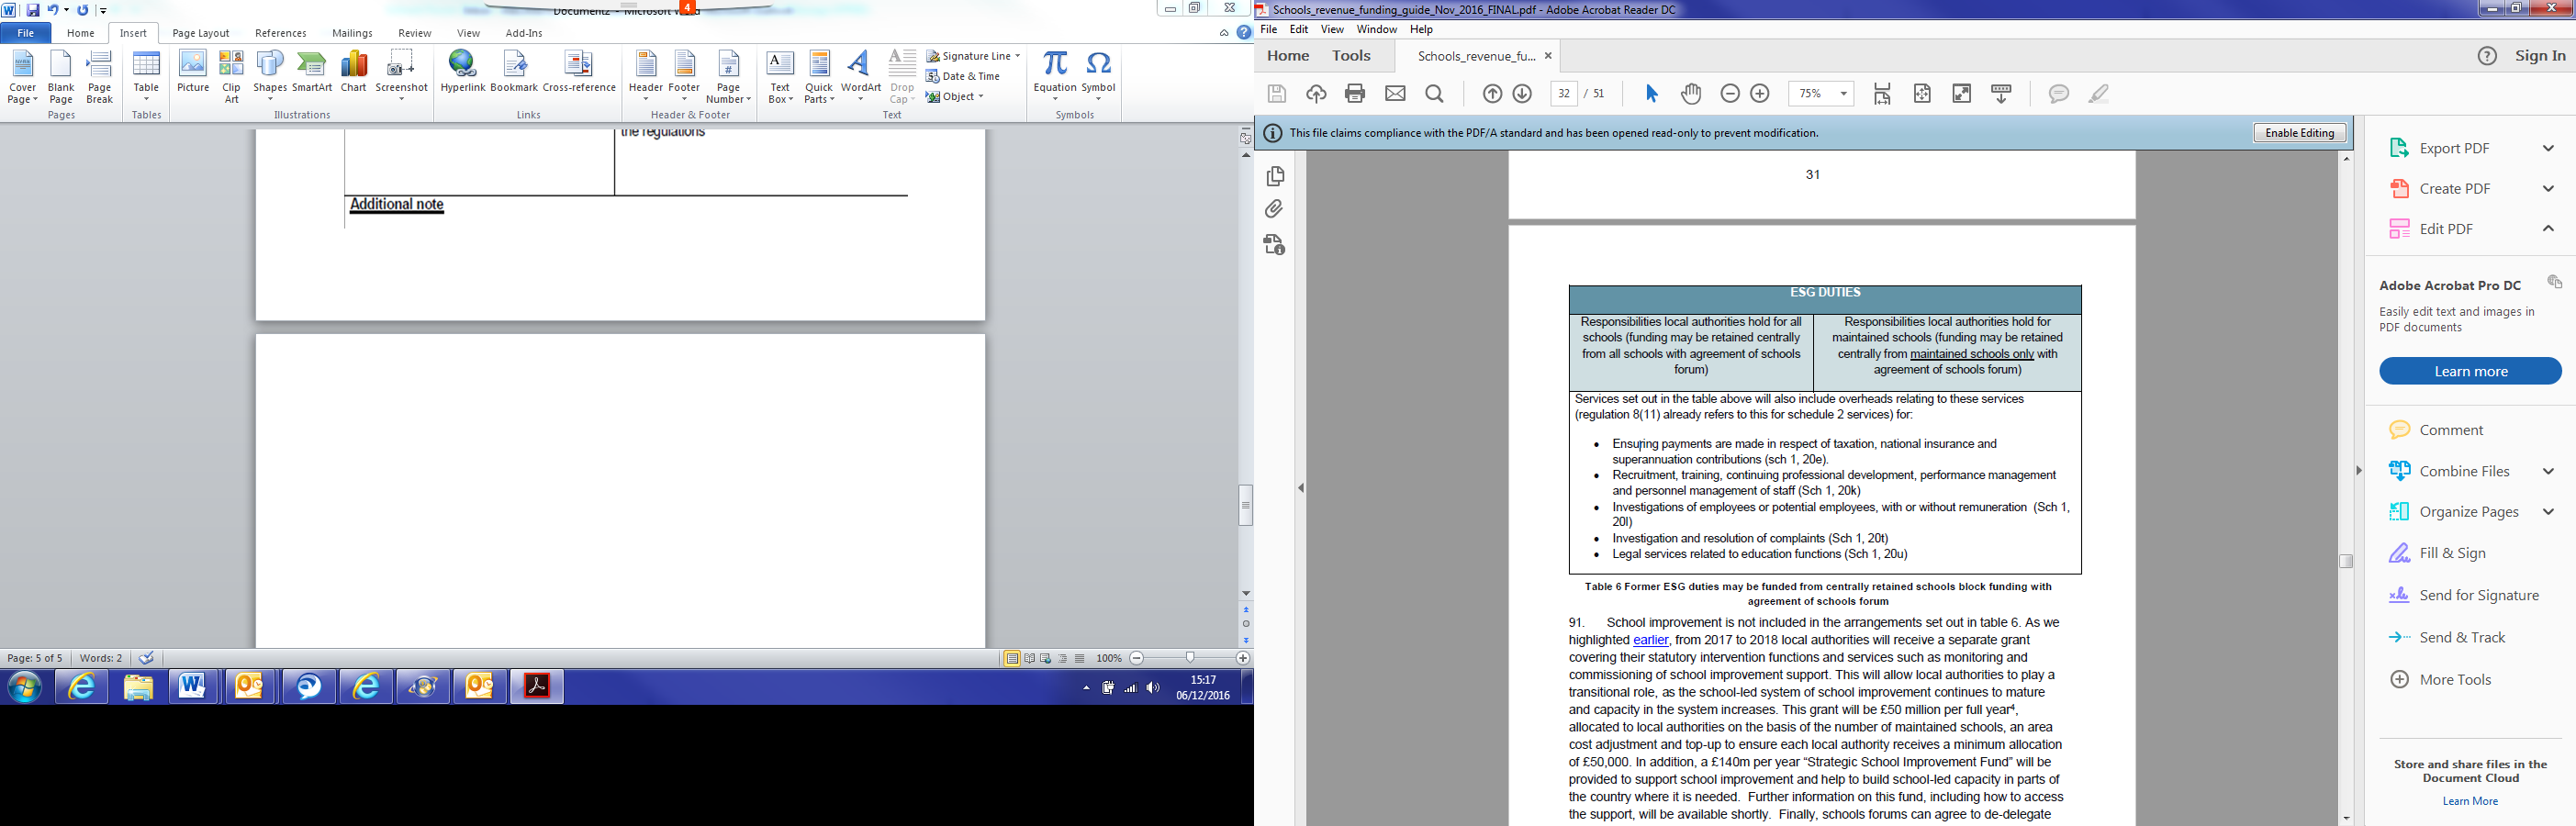 Document2 - Microsoft Word
4
File
Home
Insert
Page Layout
References
Mailings
Review
View
Add-Ins
Cover Page
Blank Page
Page Break
Table
Picture
Clip Art
Shapes
SmartArt
Chart
Screenshot
Hyperlink
Bookmark
Cross-reference
Header
Footer
Page Number
Text Box
Quick Parts
WordArt
Drop Cap
Signature Line
Date & Time
Object
Equation
Symbol
Pages
Tables
Illustrations
Links
Header & Footer
Text
Symbols
the regulations
Additional note
Page: 5 of 5
Words: 2
100%
15:17
06/12/2016
Schools_revenue_funding_guide_Nov_2016_FINAL.pdf - Adobe Acrobat Reader DC
File Edit View Window Help
Home
Tools
Schools_revenue_fu...
Sign In
32 / 51
75%
This file claims compliance with the PDF/A standard and has been opened read-only to prevent modification.
Enable Editing
31
ESG DUTIES
Responsibilities local authorities hold for all
schools (funding may be retained centrally
from all schools with agreement of schools
forum)
Responsibilities local authorities hold for
maintained schools (funding may be retained
centrally from maintained schools only with
agreement of schools forum)
Services set out in the table above will also include overheads relating to these services
(regulation 8(11) already refers to this for schedule 2 services) for:
• Ensuring payments are made in respect of taxation, national insurance and
superannuation contributions (sch 1, 20e).
• Recruitment, training, continuing professional development, performance management
and personnel management of staff (Sch 1, 20k)
• Investigations of employees or potential employees, with or without remuneration (Sch 1,
20l)
• Investigation and resolution of complaints (Sch 1, 20t)
• Legal services related to education functions (Sch 1, 20u)
Table 6 Former ESG duties may be funded from centrally retained schools block funding with
agreement of schools forum
91. School improvement is not included in the arrangements set out in table 6. As we
highlighted earlier, from 2017 to 2018 local authorities will receive a separate grant
covering their statutory intervention functions and services such as monitoring and
commissioning of school improvement support. This will allow local authorities to play a
transitional role, as the school-led system of school improvement continues to mature
and capacity in the system increases. This grant will be £50 million per full year⁴,
allocated to local authorities on the basis of the number of maintained schools, an area
cost adjustment and top-up to ensure each local authority receives a minimum allocation
of £50,000. In addition, a £140m per year “Strategic School Improvement Fund” will be
provided to support school improvement and help to build school-led capacity in parts of
the country where it is needed. Further information on this fund, including how to access
the support, will be available shortly. Finally, schools forums can agree to de-delegate
Export PDF
Create PDF
Edit PDF
Adobe Acrobat Pro DC
Easily edit text and images in
PDF documents
Learn more
Comment
Combine Files
Organize Pages
Fill & Sign
Send for Signature
Send & Track
More Tools
Store and share files in the
Document Cloud
Learn More